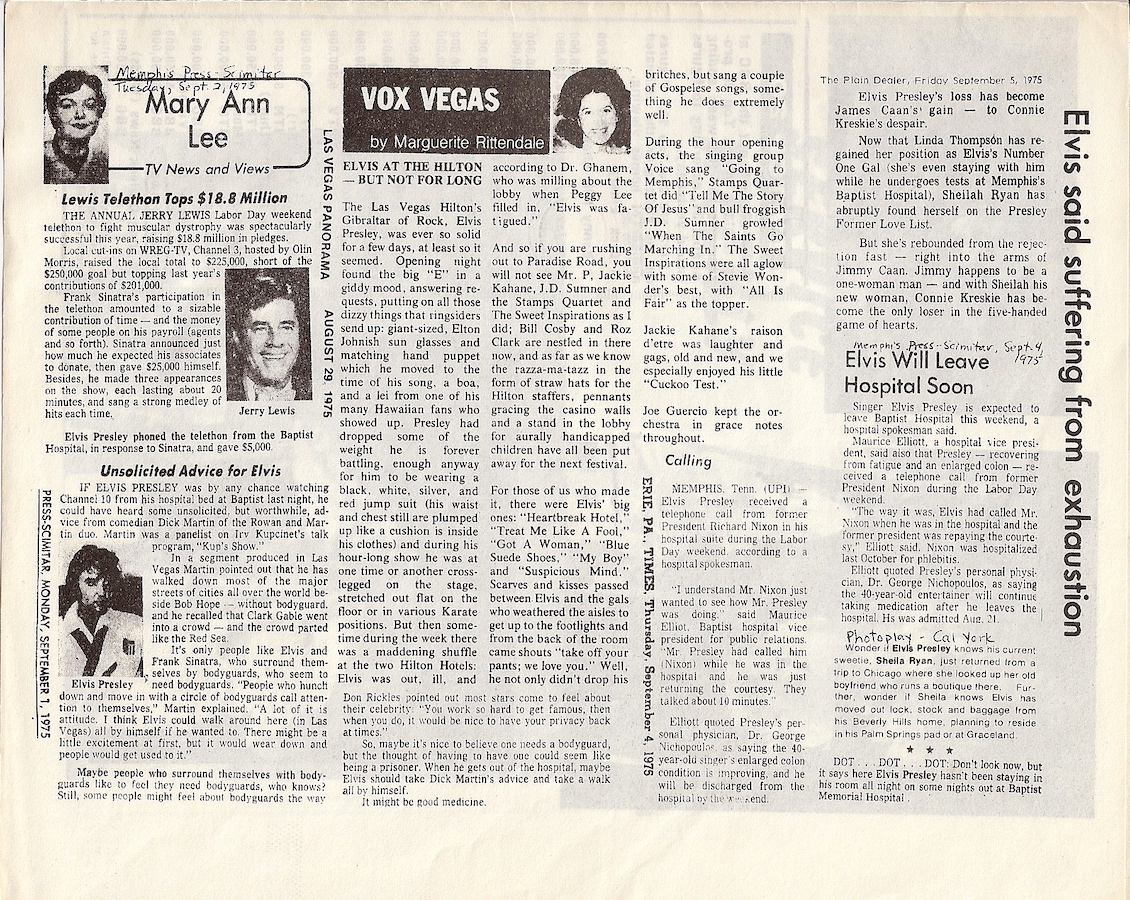 Memphis Press-Scimitar
Tuesday, Sept. 2, 1975
Mary Ann
Lee
TV News and Views
Lewis Telethon Tops $18.8 Million
THE ANNUAL JERRY LEWIS Labor Day weekend
telethon to fight muscular dystrophy was spectacularly
successful this year, raising $18.8 million in pledges.
Local cut-ins on WREG-TV, Channel 3, hosted by Olin
Morris, raised the local total to $225,000, short of the
$250,000 goal but topping last year's
contributions of $201,000.
Frank Sinatra's participation in
the telethon amounted to a sizable
contribution of time — and the money
of some people on his payroll (agents
and so forth). Sinatra announced just
how much he expected his associates
to donate, then gave $25,000 himself.
Besides, he made three appearances
on the show, each lasting about 20
minutes, and sang a strong medley of
hits each time.
Jerry Lewis
Elvis Presley phoned the telethon from the Baptist
Hospital, in response to Sinatra, and gave $5,000.
Unsolicited Advice for Elvis
PRESS-SCIMITAR, MONDAY, SEPTEMBER 1, 1975
IF ELVIS PRESLEY was by any chance watching
Channel 10 from his hospital bed at Baptist last night, he
could have heard some unsolicited, but worthwhile, ad-
vice from comedian Dick Martin of the Rowan and Mar-
tin duo. Martin was a panelist on Irv Kupcinet's talk
program, "Kup's Show."
In a segment produced in Las
Vegas Martin pointed out that he has
walked down most of the major
streets of cities all over the world be-
side Bob Hope — without bodyguard,
and he recalled that Clark Gable went
into a crowd — and the crowd parted
like the Red Sea.
It's only people like Elvis and
Frank Sinatra, who surround them-
selves by bodyguards, who seem to
need bodyguards. "People who hunch
Elvis Presley
down and move in with a circle of bodyguards call atten-
tion to themselves," Martin explained. "A lot of it is
attitude. I think Elvis could walk around here (in Las
Vegas) all by himself if he wanted to. There might be a
little excitement at first, but it would wear down and
people would get used to it."
Maybe people who surround themselves with body-
guards like to feel they need bodyguards, who knows?
Still, some people might feel about bodyguards the way
Don Rickles pointed out most stars come to feel about
their celebrity: "You work so hard to get famous, then
when you do, it would be nice to have your privacy back
at times."
So, maybe it's nice to believe one needs a bodyguard,
but the thought of having to have one could seem like
being a prisoner. When he gets out of the hospital, maybe
Elvis should take Dick Martin's advice and take a walk
all by himself.
It might be good medicine.
LAS VEGAS PANORAMA AUGUST 29, 1975
VOX VEGAS
by Marguerite Rittendale
ELVIS AT THE HILTON
— BUT NOT FOR LONG
The Las Vegas Hilton's
Gibraltar of Rock, Elvis
Presley, was ever so solid
for a few days, at least so it
seemed. Opening night
found the big "E" in a
giddy mood, answering re-
quests, putting on all those
dizzy things that ringsiders
send up: giant-sized, Elton
Johnish sun glasses and
matching hand puppet
which he moved to the
time of his song, a boa,
and a lei from one of his
many Hawaiian fans who
showed up. Presley had
dropped some of the
weight he is forever
battling, enough anyway
for him to be wearing a
black, white, silver, and
red jump suit (his waist
and chest still are plumped
up like a cushion is inside
his clothes) and during his
hour-long show he was at
one time or another cross-
legged on the stage,
stretched out flat on the
floor or in various Karate
positions. But then some-
time during the week there
was a maddening shuffle
at the two Hilton Hotels:
Elvis was out, ill, and
according to Dr. Ghanem,
who was milling about the
lobby when Peggy Lee
filled in, "Elvis was fa-
tigued."
And so if you are rushing
out to Paradise Road, you
will not see Mr. P, Jackie
Kahane, J.D. Sumner and
the Stamps Quartet and
The Sweet Inspirations as I
did; Bill Cosby and Roz
Clark are nestled in there
now, and as far as we know
the razza-ma-tazz in the
form of straw hats for the
Hilton staffers, pennants
gracing the casino walls
and a stand in the lobby
for aurally handicapped
children have all been put
away for the next festival.
For those of us who made
it, there were Elvis' big
ones: "Heartbreak Hotel,"
"Treat Me Like A Fool,"
"Got A Woman," "Blue
Suede Shoes," "My Boy"
and "Suspicious Mind."
Scarves and kisses passed
between Elvis and the gals
who weathered the aisles to
get up to the footlights and
from the back of the room
came shouts "take off your
pants; we love you." Well,
he not only didn't drop his
britches, but sang a couple
of Gospelese songs, some-
thing he does extremely
well.
During the hour opening
acts, the singing group
Voice sang "Going to
Memphis," Stamps Quar-
tet did "Tell Me The Story
Of Jesus" and bull froggish
J.D. Sumner growled
"When The Saints Go
Marching In." The Sweet
Inspirations were all aglow
with some of Stevie Won-
der's best, with "All Is
Fair" as the topper.
Jackie Kahane's raison
d'etre was laughter and
gags, old and new, and we
especially enjoyed his little
"Cuckoo Test."
Joe Guercio kept the or-
chestra in grace notes
throughout.
Calling
ERIE, PA., TIMES, Thursday, September 4, 1975
MEMPHIS, Tenn. (UPI) —
Elvis Presley received a
telephone call from former
President Richard Nixon in his
hospital suite during the Labor
Day weekend, according to a
hospital spokesman.
"I understand Mr. Nixon just
wanted to see how Mr. Presley
was doing," said Maurice
Elliot, Baptist hospital vice
president for public relations.
"Mr Presley had called him
(Nixon) while he was in the
hospital and he was just
returning the courtesy. They
talked about 10 minutes."
Elliott quoted Presley's per-
sonal physician, Dr. George
Nichopoulos, as saying the 40-
year-old singer's enlarged colon
condition is improving, and he
will be discharged from the
hospital by the weekend.
The Plain Dealer, Friday September 5, 1975
Elvis Presley's loss has become
James Caan's gain — to Connie
Kreskie's despair.
Now that Linda Thompson has re-
gained her position as Elvis's Number
One Gal (she's even staying with him
while he undergoes tests at Memphis's
Baptist Hospital), Sheilah Ryan has
abruptly found herself on the Presley
Former Love List.
But she's rebounded from the rejec-
tion fast — right into the arms of
Jimmy Caan. Jimmy happens to be a
one-woman man — and with Sheilah his
new woman, Connie Kreskie has be-
come the only loser in the five-handed
game of hearts.
Memphis Press-Scimitar, Sept. 4,
1975
Elvis Will Leave
Hospital Soon
Singer Elvis Presley is expected to
leave Baptist Hospital this weekend, a
hospital spokesman said.
Maurice Elliott, a hospital vice presi-
dent, said also that Presley — recovering
from fatigue and an enlarged colon — re-
ceived a telephone call from former
President Nixon during the Labor Day
weekend.
"The way it was, Elvis had called Mr.
Nixon when he was in the hospital and the
former president was repaying the courte-
sy," Elliott said. Nixon was hospitalized
last October for phlebitis.
Elliott quoted Presley's personal physi-
cian, Dr. George Nichopoulos, as saying
the 40-year-old entertainer will continue
taking medication after he leaves the
hospital. He was admitted Aug. 21.
Photoplay - Cal York
Wonder if Elvis Presley knows his current
sweetie, Sheila Ryan, just returned from a
trip to Chicago where she looked up her old
boyfriend who runs a boutique there. Fur-
ther, wonder if Sheila knows Elvis has
moved out lock, stock and baggage from
his Beverly Hills home, planning to reside
in his Palm Springs pad or at Graceland.
★ ★ ★
DOT . . . DOT . . . DOT: Don't look now, but
it says here Elvis Presley hasn't been staying in
his room all night on some nights out at Baptist
Memorial Hospital.
Elvis said suffering from exhaustion